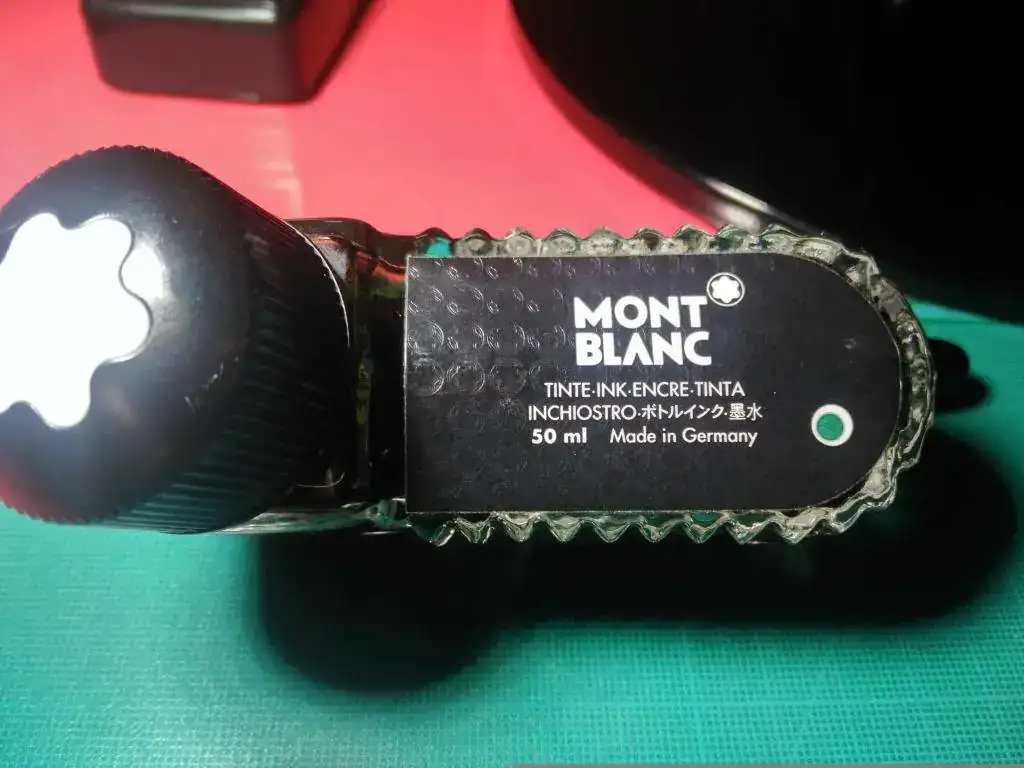 MONT
BLANC
TINTE·INK·ENCRE·TINTA
INCHIOSTRO·ボトルインク·墨水
50 ml Made in Germany